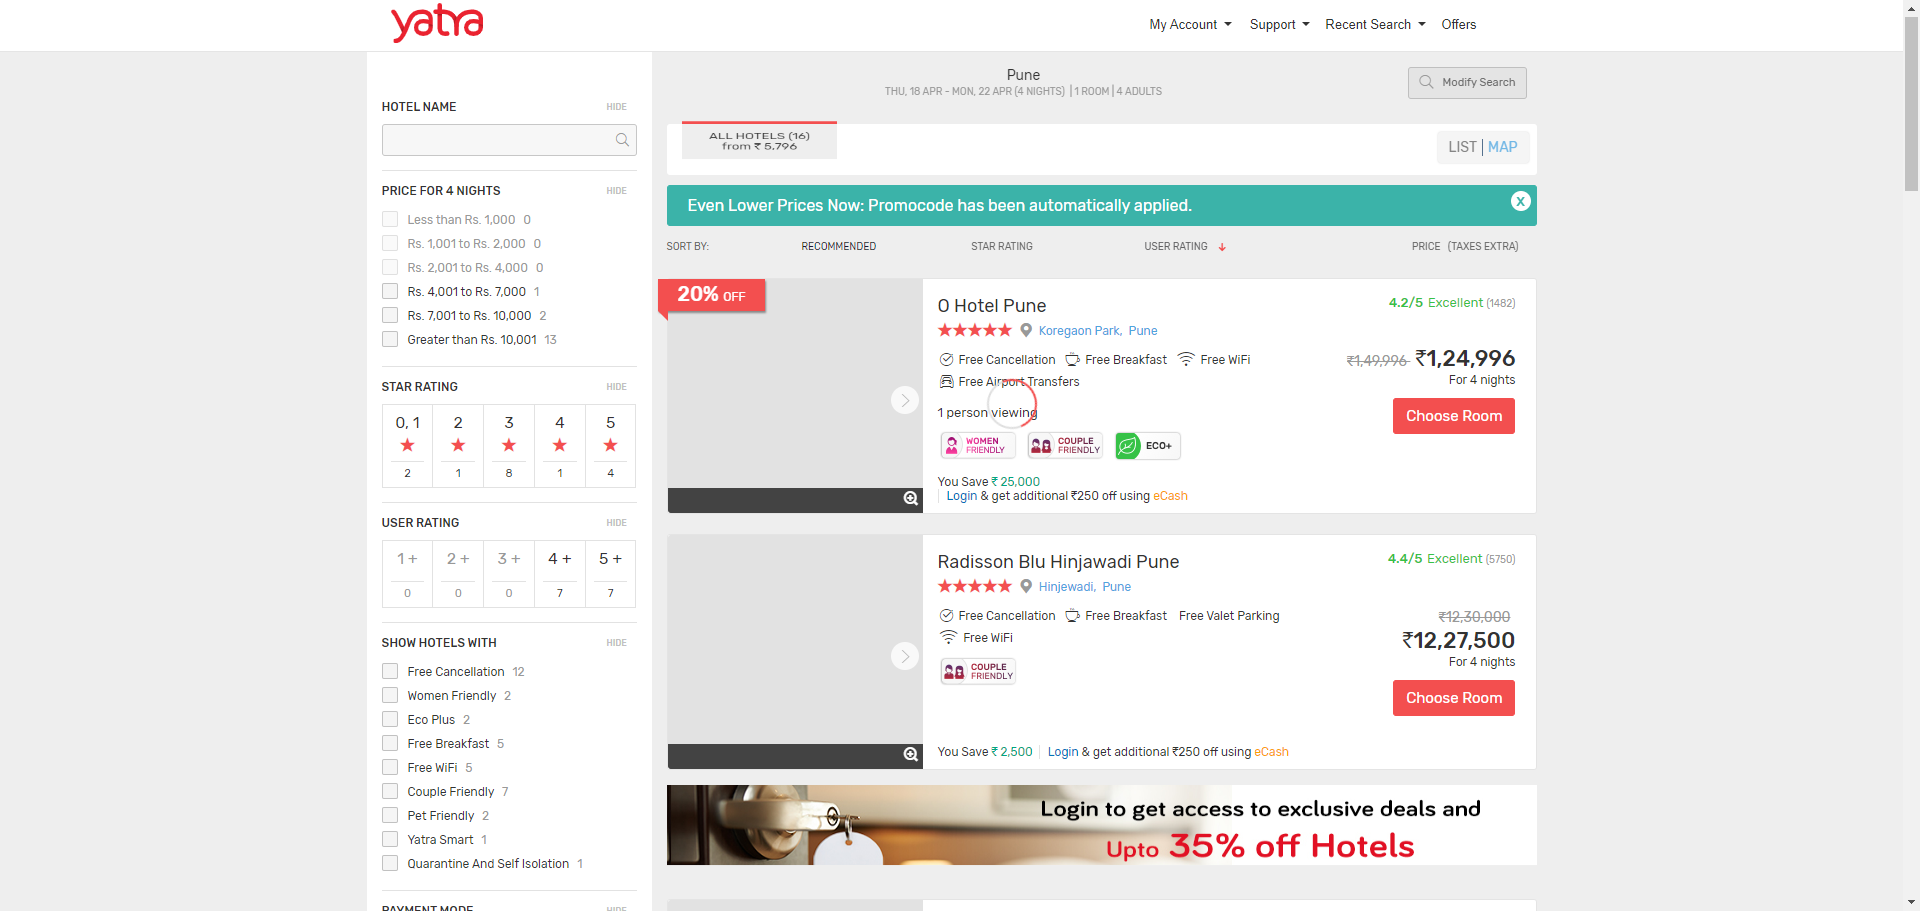 yatra
My Account
Support
Recent Search
Offers
HOTEL NAME HIDE
PRICE FOR 4 NIGHTS HIDE
Less than Rs. 1,000 0
Rs. 1,001 to Rs. 2,000 0
Rs. 2,001 to Rs. 4,000 0
Rs. 4,001 to Rs. 7,000 1
Rs. 7,001 to Rs. 10,000 2
Greater than Rs. 10,001 13
STAR RATING HIDE
0, 1 2 3 4 5
2 1 8 1 4
USER RATING HIDE
1 + 2 + 3 + 4 + 5 +
0 0 0 7 7
SHOW HOTELS WITH HIDE
Free Cancellation 12
Women Friendly 2
Eco Plus 2
Free Breakfast 5
Free WiFi 5
Couple Friendly 7
Pet Friendly 2
Yatra Smart 1
Quarantine And Self Isolation 1
PAYMENT MODE HIDE
Pune
THU, 18 APR - MON, 22 APR (4 NIGHTS) | 1 ROOM | 4 ADULTS
Modify Search
ALL HOTELS (16)
from ₹ 5,796
LIST | MAP
Even Lower Prices Now: Promocode has been automatically applied.
X
SORT BY: RECOMMENDED STAR RATING USER RATING PRICE (TAXES EXTRA)
20% OFF
O Hotel Pune
4.2/5 Excellent (1482)
Koregaon Park, Pune
Free Cancellation Free Breakfast Free WiFi
Free Airport Transfers
₹1,49,996 ₹1,24,996
For 4 nights
1 person viewing
Choose Room
WOMEN
FRIENDLY
COUPLE
FRIENDLY
ECO+
You Save ₹ 25,000
Login & get additional ₹250 off using eCash
Radisson Blu Hinjawadi Pune
4.4/5 Excellent (5750)
Hinjewadi, Pune
Free Cancellation Free Breakfast Free Valet Parking
Free WiFi
₹12,30,000
₹12,27,500
For 4 nights
COUPLE
FRIENDLY
Choose Room
You Save ₹ 2,500 Login & get additional ₹250 off using eCash
Login to get access to exclusive deals and
Upto 35% off Hotels